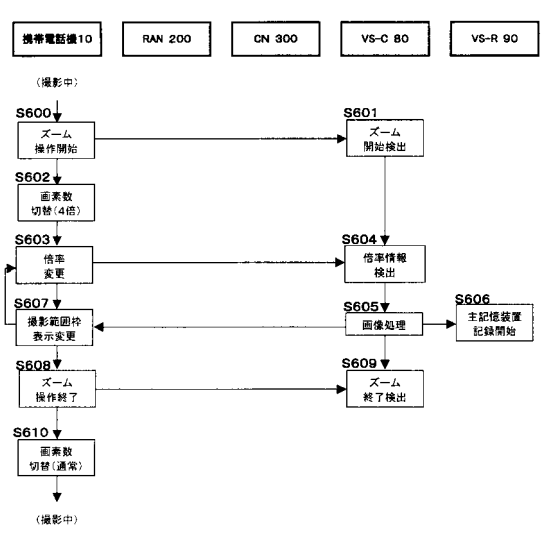 携帯電話機10 RAN 200 CN 300 VS-C 80 VS-R 90
(撮影中)
S600
ズーム
操作開始
S601
ズーム
開始検出
S602
画素数
切替(4倍)
S603
倍率
変更
S604
倍率情報
検出
S605
画像処理
S606
主記憶装置
記録開始
S607
撮影範囲枠
表示変更
S608
ズーム
操作終了
S609
ズーム
終了検出
S610
画素数
切替(通常)
(撮影中)